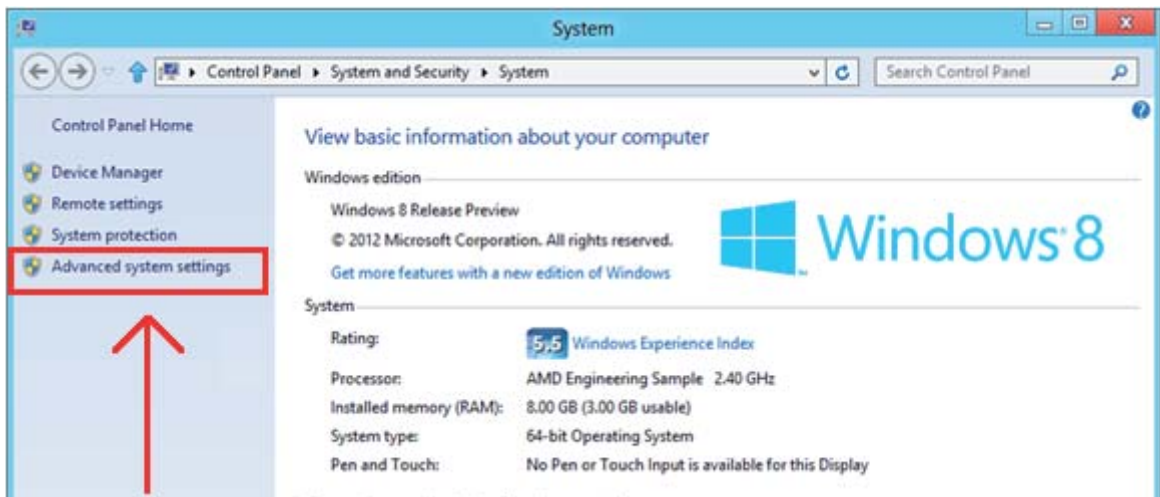 System
Control Panel ▸ System and Security ▸ System
Search Control Panel
Control Panel Home
Device Manager
Remote settings
System protection
Advanced system settings
View basic information about your computer
Windows edition
Windows 8 Release Preview
© 2012 Microsoft Corporation. All rights reserved.
Get more features with a new edition of Windows
Windows 8
System
Rating: 5,5 Windows Experience Index
Processor: AMD Engineering Sample 2.40 GHz
Installed memory (RAM): 8.00 GB (3.00 GB usable)
System type: 64-bit Operating System
Pen and Touch: No Pen or Touch Input is available for this Display